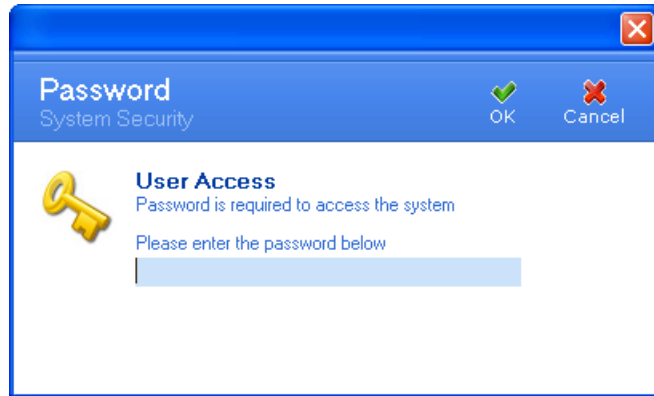 Password
System Security
OK
Cancel
User Access
Password is required to access the system
Please enter the password below